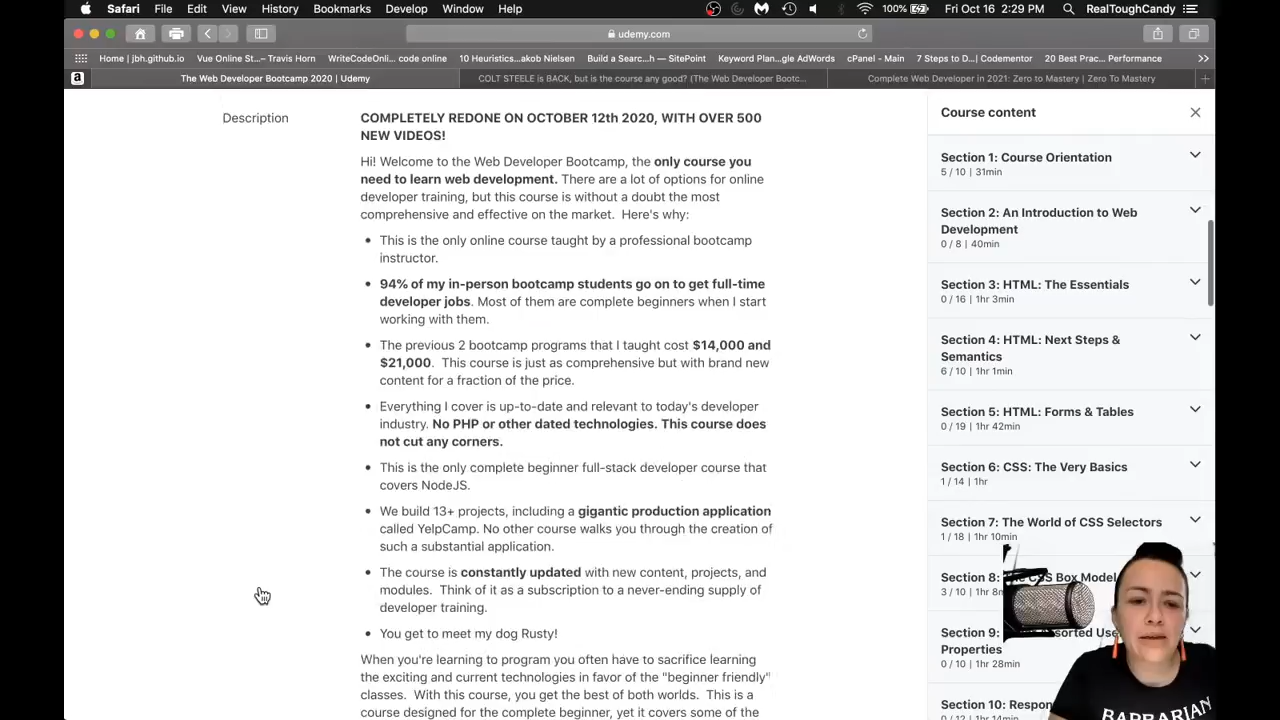 Safari File Edit View History Bookmarks Develop Window Help 100% Fri Oct 16 2:29 PM RealToughCandy
udemy.com
Home | jbh.github.io Vue Online St... – Travis Horn WriteCodeOnli... code online 10 Heuristics...akob Nielsen Build a Searc...h — SitePoint Keyword Plan...gle AdWords cPanel - Main 7 Steps to D...| Codementor 20 Best Prac... Performance
The Web Developer Bootcamp 2020 | Udemy
COLT STEELE is BACK, but is the course any good? (The Web Developer Bootc...
Complete Web Developer in 2021: Zero to Mastery | Zero To Mastery
Description
COMPLETELY REDONE ON OCTOBER 12th 2020, WITH OVER 500
NEW VIDEOS!
Hi! Welcome to the Web Developer Bootcamp, the only course you
need to learn web development. There are a lot of options for online
developer training, but this course is without a doubt the most
comprehensive and effective on the market. Here's why:
• This is the only online course taught by a professional bootcamp
instructor.
• 94% of my in-person bootcamp students go on to get full-time
developer jobs. Most of them are complete beginners when I start
working with them.
• The previous 2 bootcamp programs that I taught cost $14,000 and
$21,000. This course is just as comprehensive but with brand new
content for a fraction of the price.
• Everything I cover is up-to-date and relevant to today's developer
industry. No PHP or other dated technologies. This course does
not cut any corners.
• This is the only complete beginner full-stack developer course that
covers NodeJS.
• We build 13+ projects, including a gigantic production application
called YelpCamp. No other course walks you through the creation of
such a substantial application.
• The course is constantly updated with new content, projects, and
modules. Think of it as a subscription to a never-ending supply of
developer training.
• You get to meet my dog Rusty!
When you're learning to program you often have to sacrifice learning
the exciting and current technologies in favor of the "beginner friendly"
classes. With this course, you get the best of both worlds. This is a
course designed for the complete beginner, yet it covers some of the
Course content
Section 1: Course Orientation
5 / 10 | 31min
Section 2: An Introduction to Web
Development
0 / 8 | 40min
Section 3: HTML: The Essentials
0 / 16 | 1hr 3min
Section 4: HTML: Next Steps &
Semantics
6 / 10 | 1hr 1min
Section 5: HTML: Forms & Tables
0 / 19 | 1hr 42min
Section 6: CSS: The Very Basics
1 / 14 | 1hr
Section 7: The World of CSS Selectors
1 / 18 | 1hr 10min
Section 8: The CSS Box Model
3 / 10 | 1hr
Section 9:
Properties
0 / 10 | 1hr 28min
Section 10:
0 / 12 | 1hr 14min
BARBARIAN